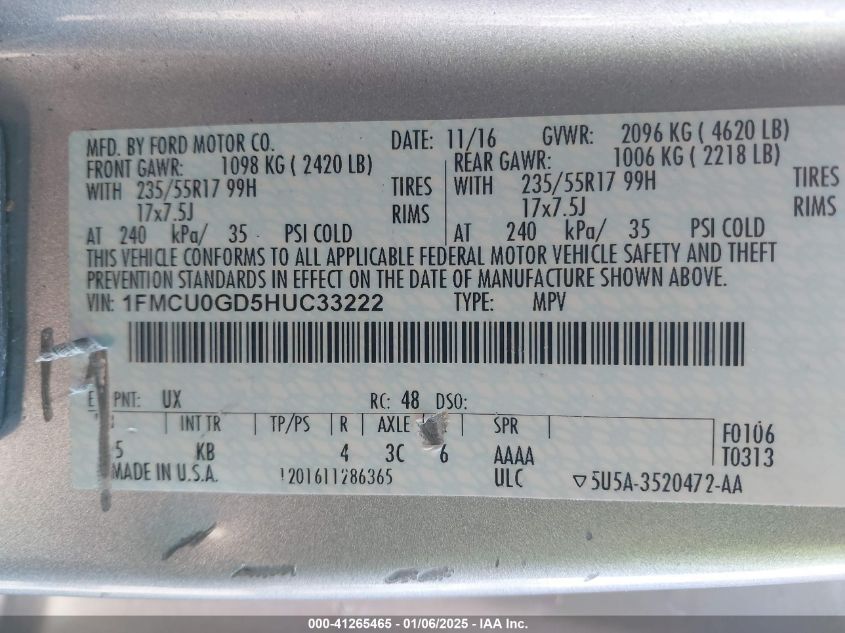 MFD. BY FORD MOTOR CO. DATE: 11/16 GVWR: 2096 KG ( 4620 LB)
FRONT GAWR: 1098 KG ( 2420 LB) REAR GAWR: 1006 KG ( 2218 LB)
WITH 235/55R17 99H TIRES WITH 235/55R17 99H TIRES
17x7.5J RIMS 17x7.5J RIMS
AT 240 kPa/ 35 PSI COLD AT 240 kPa/ 35 PSI COLD
THIS VEHICLE CONFORMS TO ALL APPLICABLE FEDERAL MOTOR VEHICLE SAFETY AND THEFT
PREVENTION STANDARDS IN EFFECT ON THE DATE OF MANUFACTURE SHOWN ABOVE.
VIN: 1FMCU0GD5HUC33222 TYPE: MPV
E PNT: UX RC: 48 DSO:
INT TR TP/PS R AXLE SPR F0106
5 KB 4 3C 6 AAAA T0313
MADE IN U.S.A. 201611286365 ULC ▽5U5A-3520472-AA
000-41265465 - 01/06/2025 - IAA Inc.